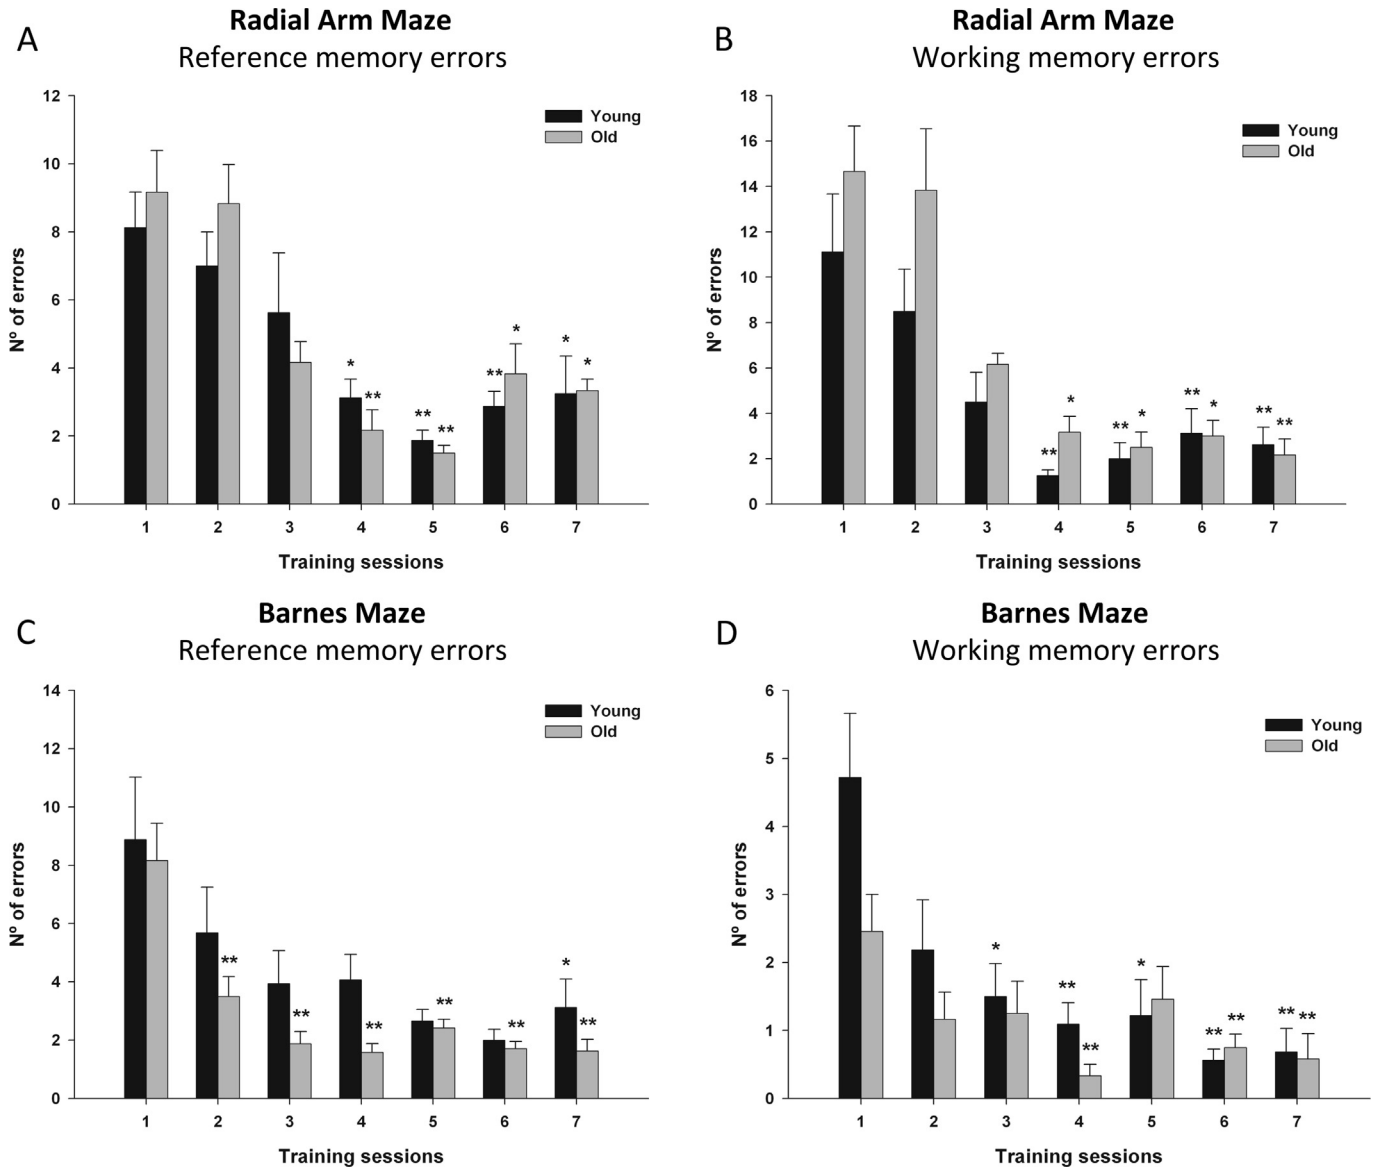 A
Radial Arm Maze
Reference memory errors
12
10
8
6
4
2
0
Nº of errors
Young
Old
* ** ** ** ** * * *
1 2 3 4 5 6 7
Training sessions
B
Radial Arm Maze
Working memory errors
18
16
14
12
10
8
6
4
2
0
Nº of errors
Young
Old
** * ** * ** * ** **
1 2 3 4 5 6 7
Training sessions
C
Barnes Maze
Reference memory errors
14
12
10
8
6
4
2
0
Nº of errors
Young
Old
** ** ** ** ** * **
1 2 3 4 5 6 7
Training sessions
D
Barnes Maze
Working memory errors
6
5
4
3
2
1
0
Nº of errors
Young
Old
* ** ** * ** ** ** **
1 2 3 4 5 6 7
Training sessions